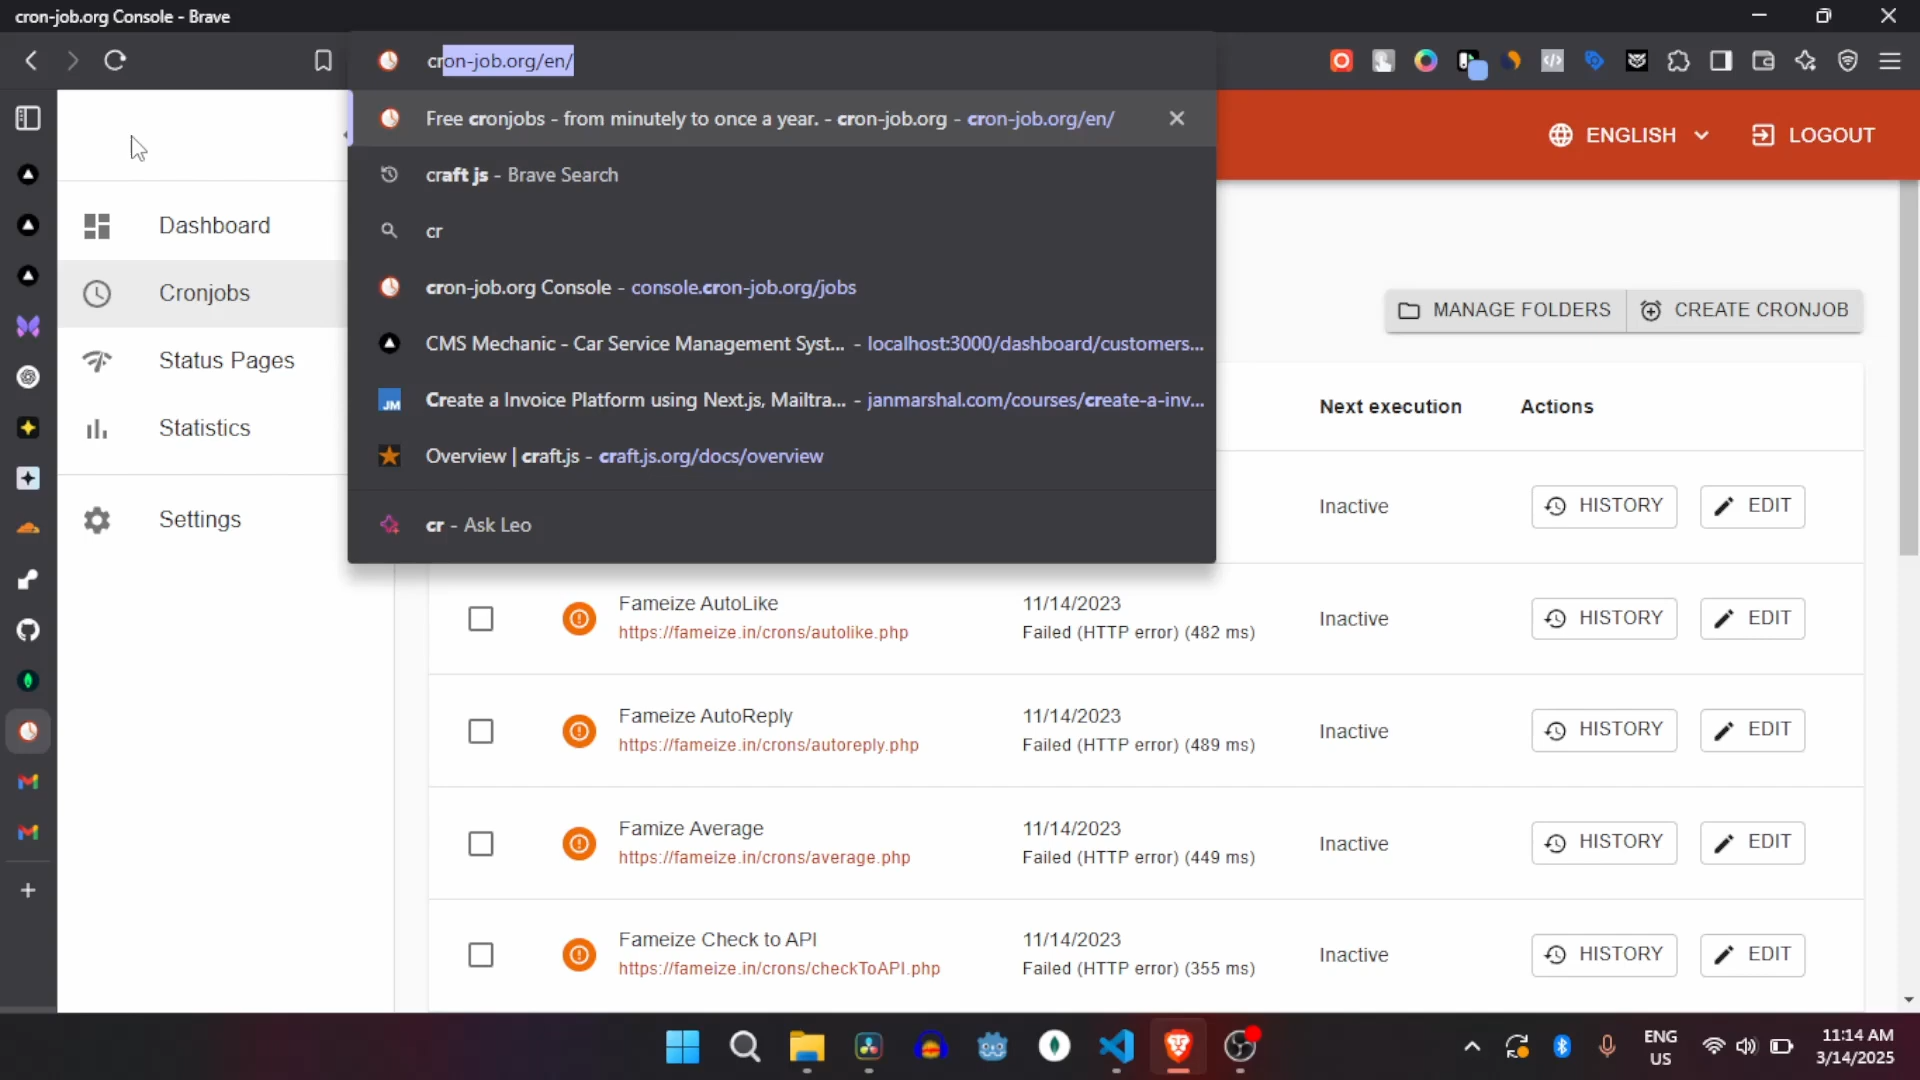 cron-job.org Console - Brave
cron-job.org/en/
Free cronjobs - from minutely to once a year. - cron-job.org - cron-job.org/en/
craft js - Brave Search
cr
cron-job.org Console - console.cron-job.org/jobs
CMS Mechanic - Car Service Management Syst... - localhost:3000/dashboard/customers...
JM Create a Invoice Platform using Next.js, Mailtra... - janmarshal.com/courses/create-a-inv...
Overview | craft.js - craft.js.org/docs/overview
cr - Ask Leo
ENGLISH
LOGOUT
Dashboard
Cronjobs
Status Pages
Statistics
Settings
MANAGE FOLDERS
CREATE CRONJOB
Next execution Actions
Inactive HISTORY EDIT
Fameize AutoLike 11/14/2023
https://fameize.in/crons/autolike.php Failed (HTTP error) (482 ms) Inactive HISTORY EDIT
Fameize AutoReply 11/14/2023
https://fameize.in/crons/autoreply.php Failed (HTTP error) (489 ms) Inactive HISTORY EDIT
Famize Average 11/14/2023
https://fameize.in/crons/average.php Failed (HTTP error) (449 ms) Inactive HISTORY EDIT
Fameize Check to API 11/14/2023
https://fameize.in/crons/checkToAPI.php Failed (HTTP error) (355 ms) Inactive HISTORY EDIT
ENG
US
11:14 AM
3/14/2025